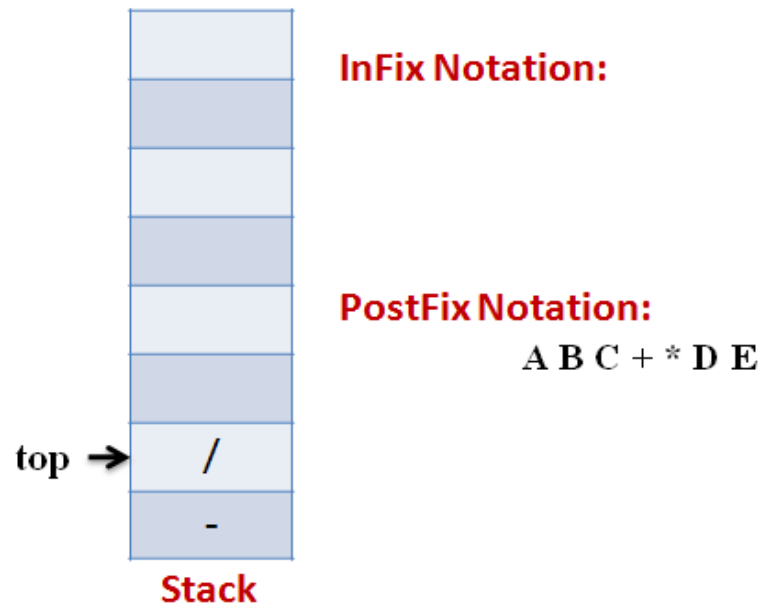 InFix Notation:
PostFix Notation:
A B C + * D E
top
/
-
Stack